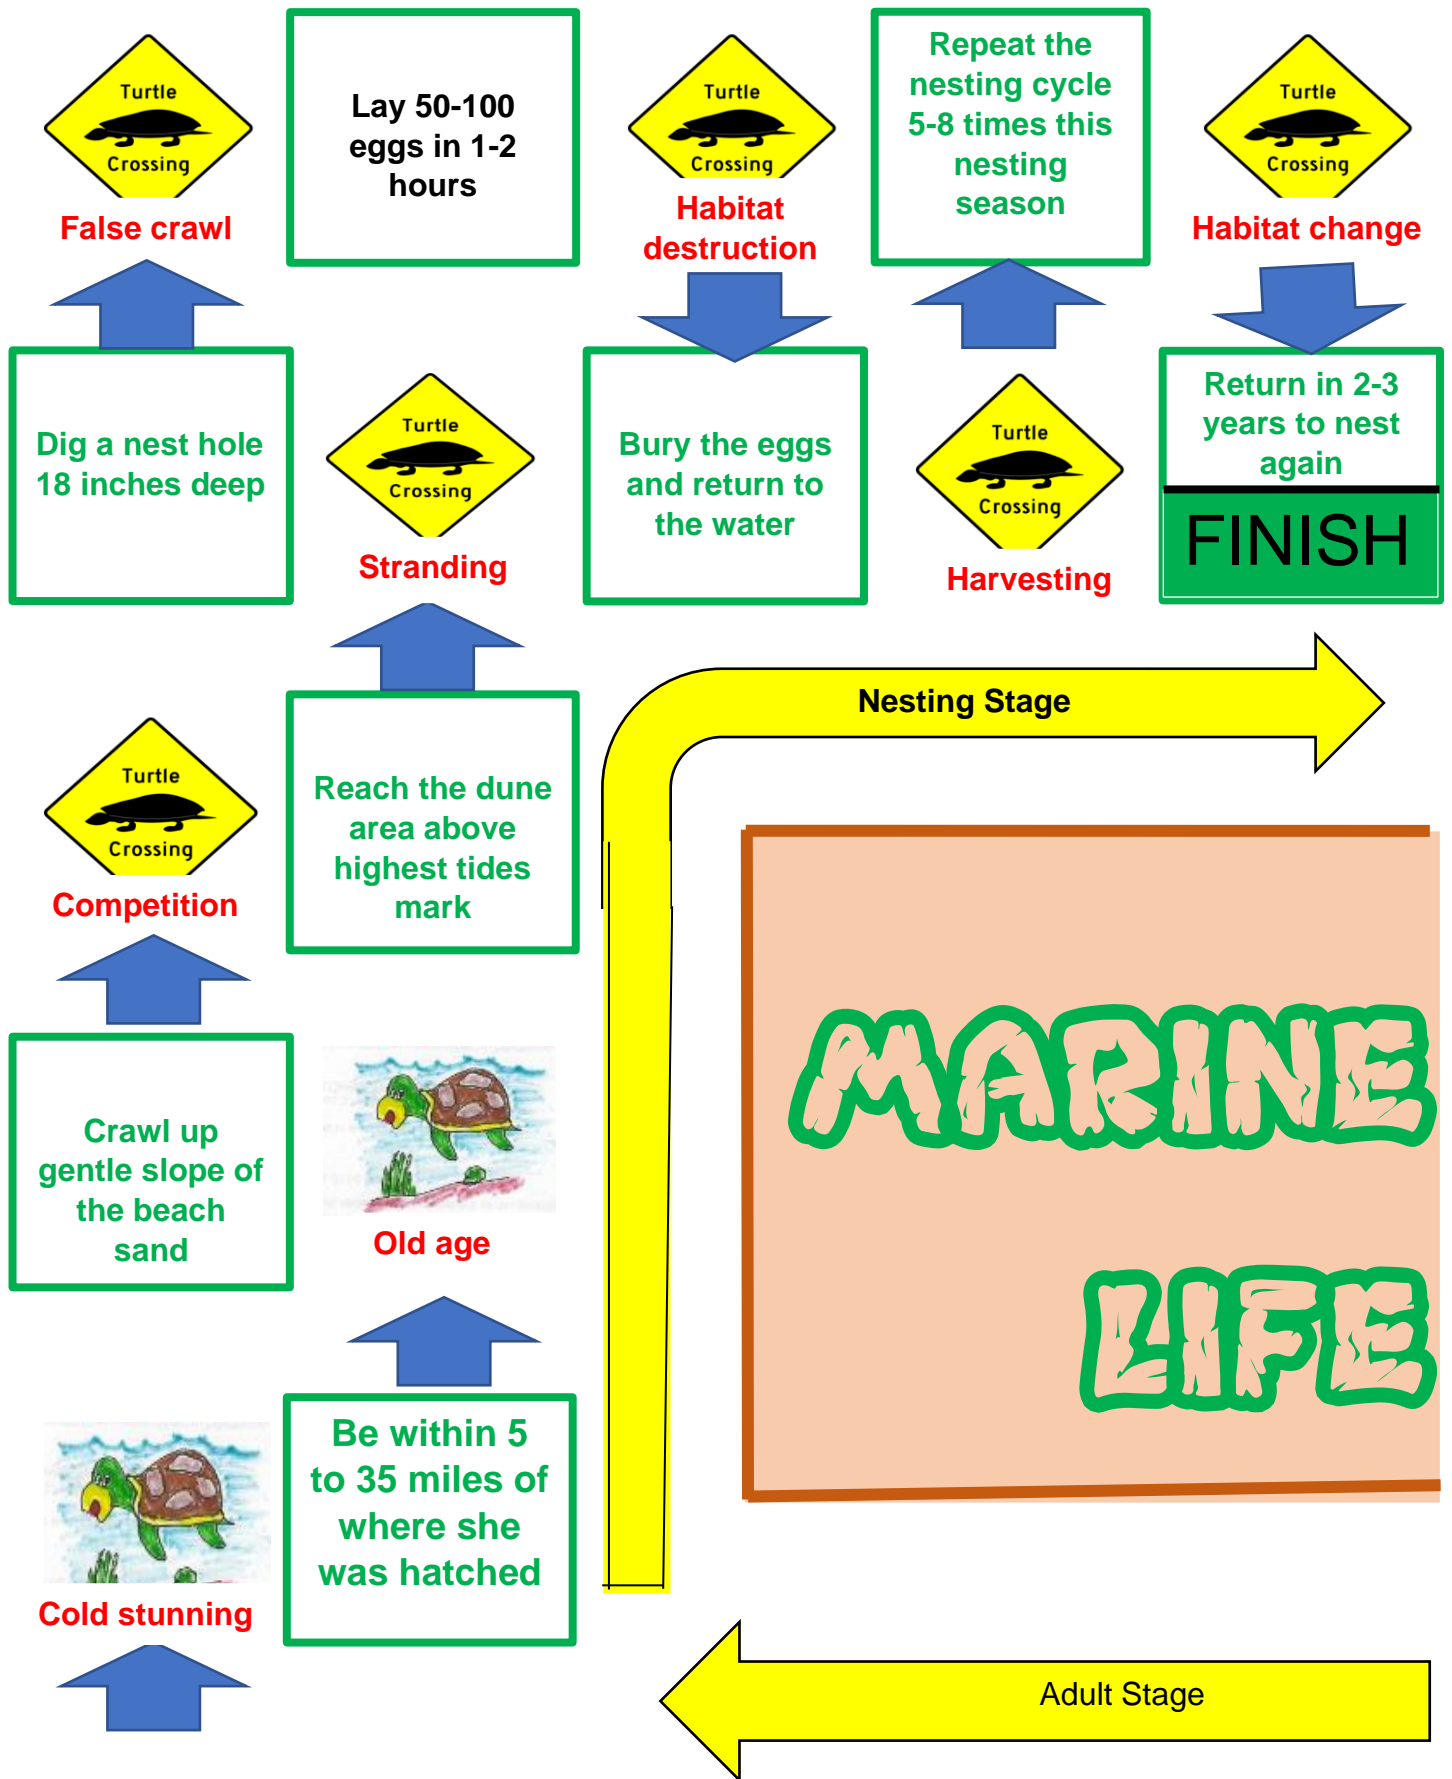 Turtle
Crossing
False crawl
Lay 50-100
eggs in 1-2
hours
Turtle
Crossing
Habitat
destruction
Repeat the
nesting cycle
5-8 times this
nesting
season
Turtle
Crossing
Habitat change
Dig a nest hole
18 inches deep
Turtle
Crossing
Stranding
Bury the eggs
and return to
the water
Turtle
Crossing
Harvesting
Return in 2-3
years to nest
again
FINISH
Nesting Stage
Turtle
Crossing
Competition
Reach the dune
area above
highest tides
mark
MARINE
LIFE
Crawl up
gentle slope of
the beach
sand
Old age
Cold stunning
Be within 5
to 35 miles of
where she
was hatched
Adult Stage